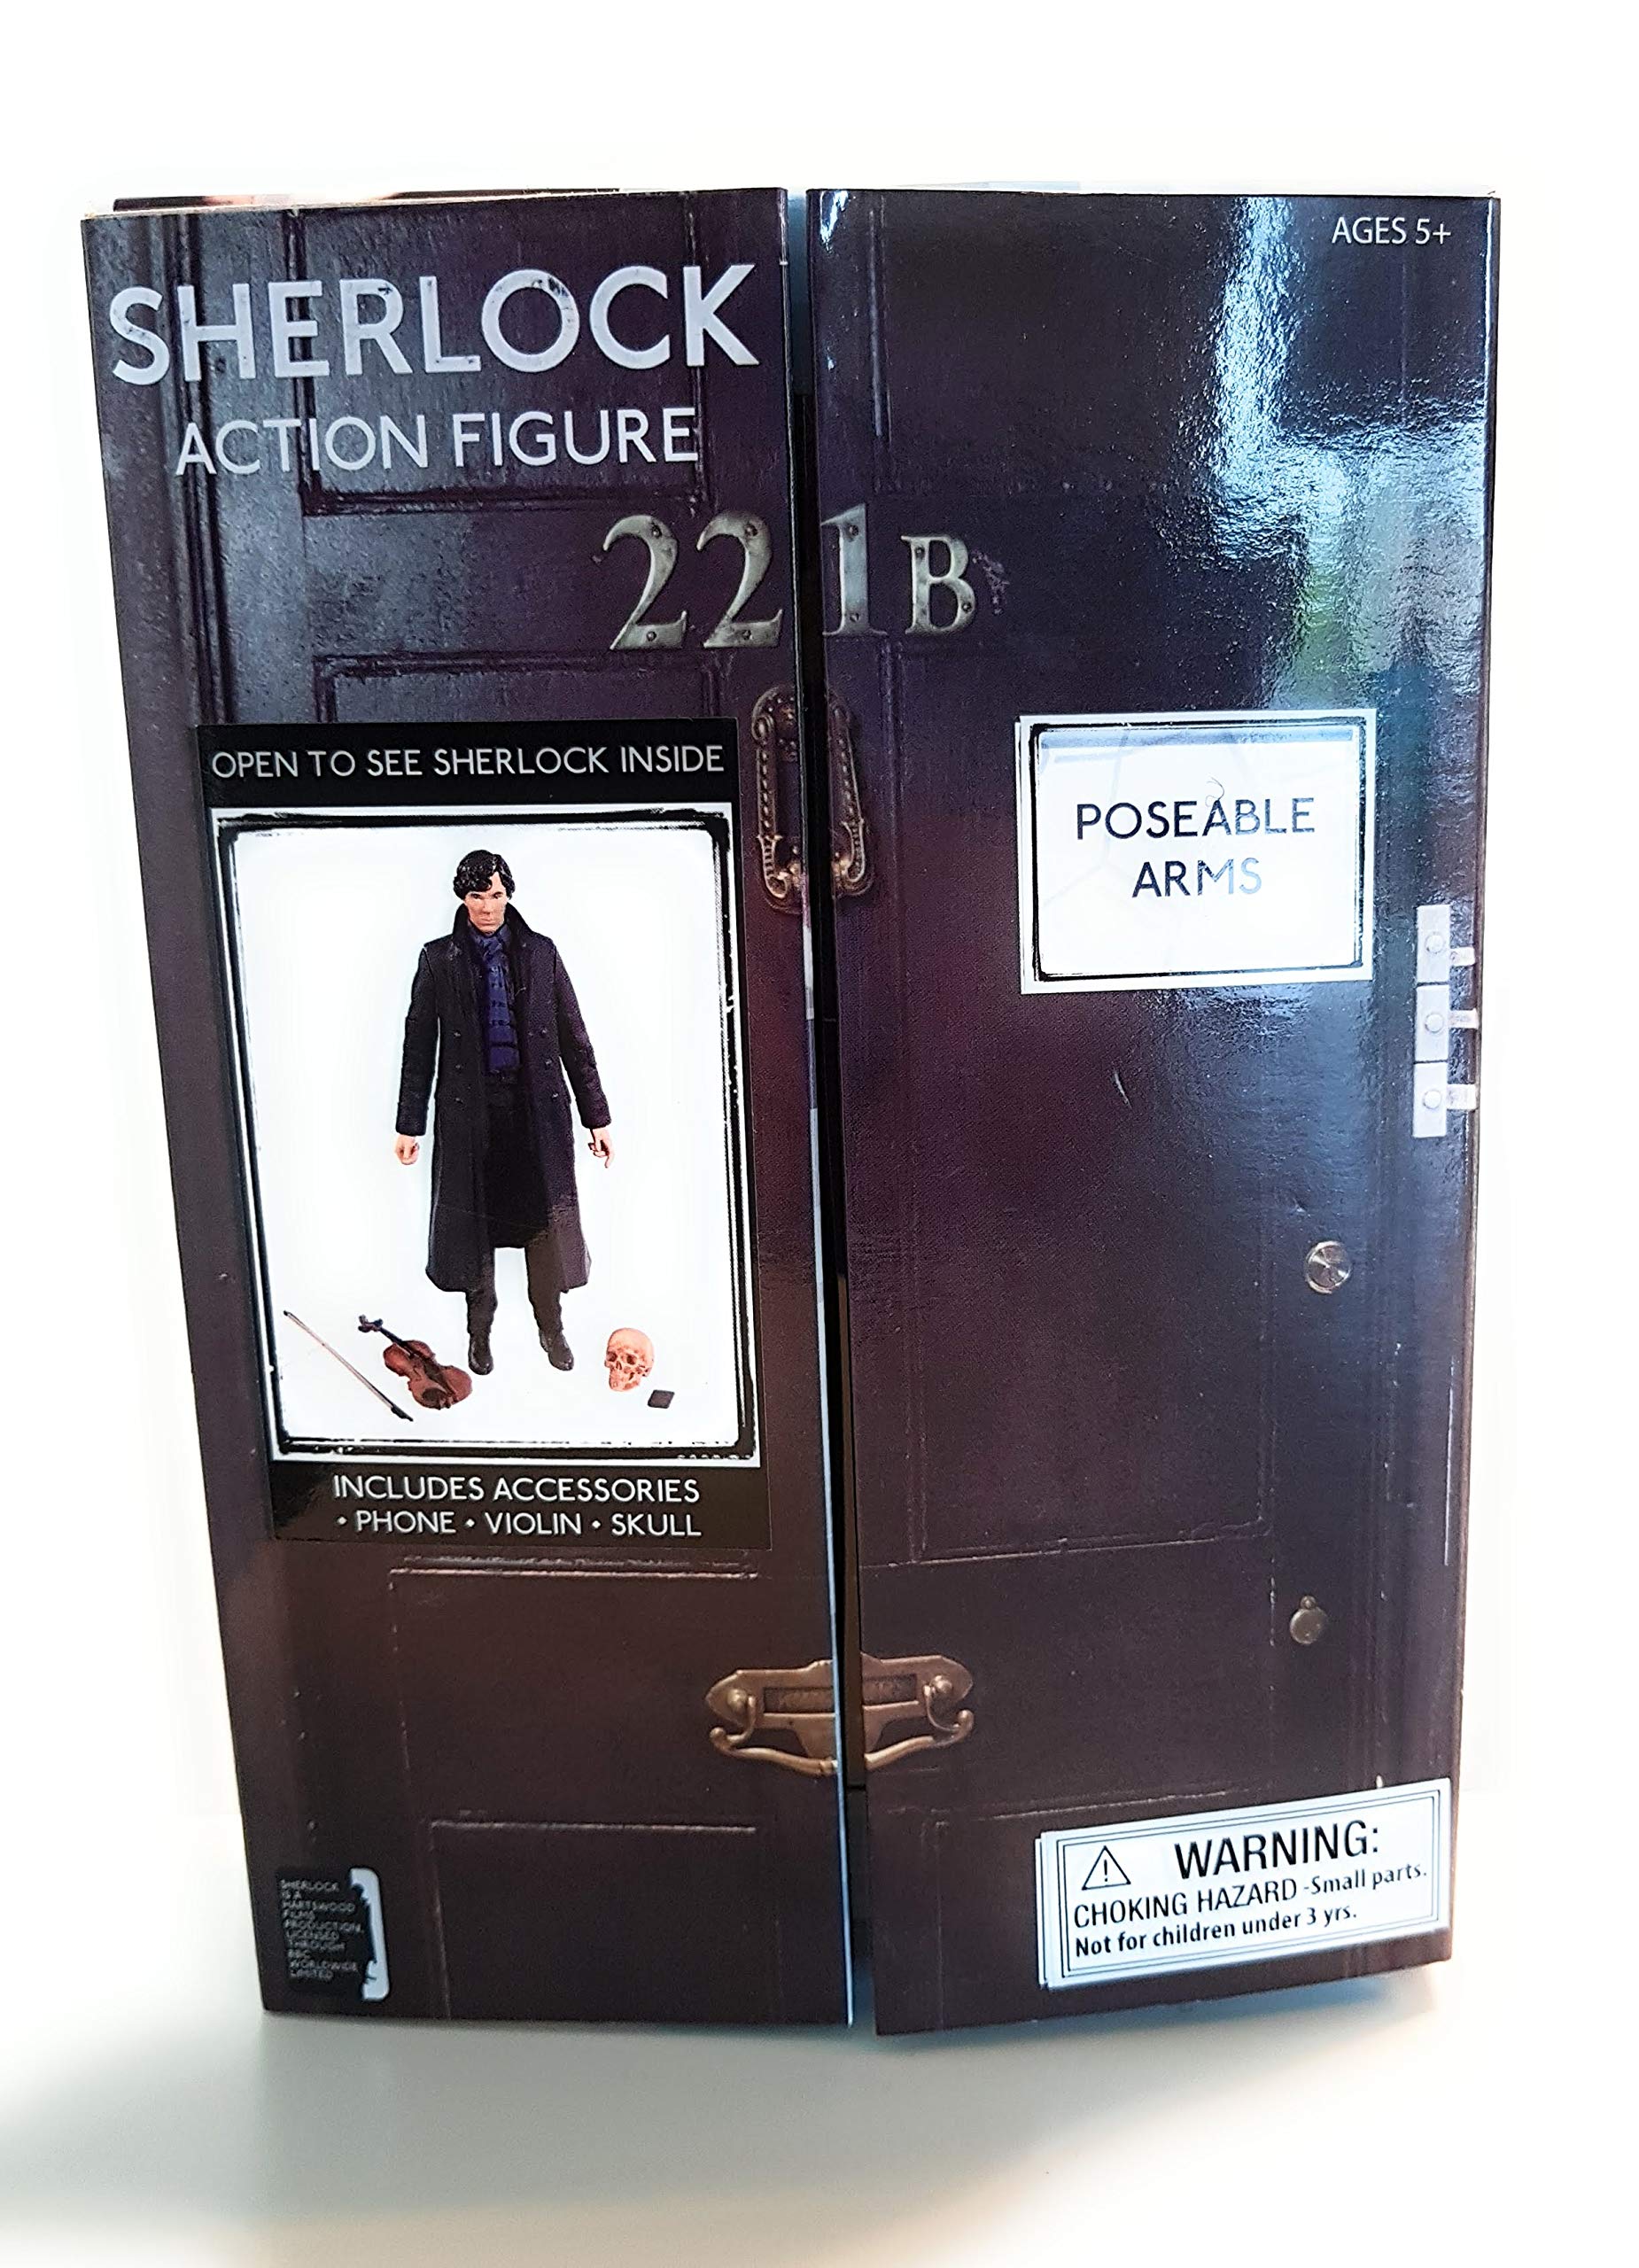 SHERLOCK
ACTION FIGURE
AGES 5+
221B
OPEN TO SEE SHERLOCK INSIDE
POSEABLE
ARMS
INCLUDES ACCESSORIES
• PHONE • VIOLIN • SKULL
SHERLOCK
IS A
HARTSWOOD
FILMS
PRODUCTION,
LICENSED
THROUGH
BBC
WORLDWIDE
LIMITED
WARNING:
CHOKING HAZARD -Small parts.
Not for children under 3 yrs.